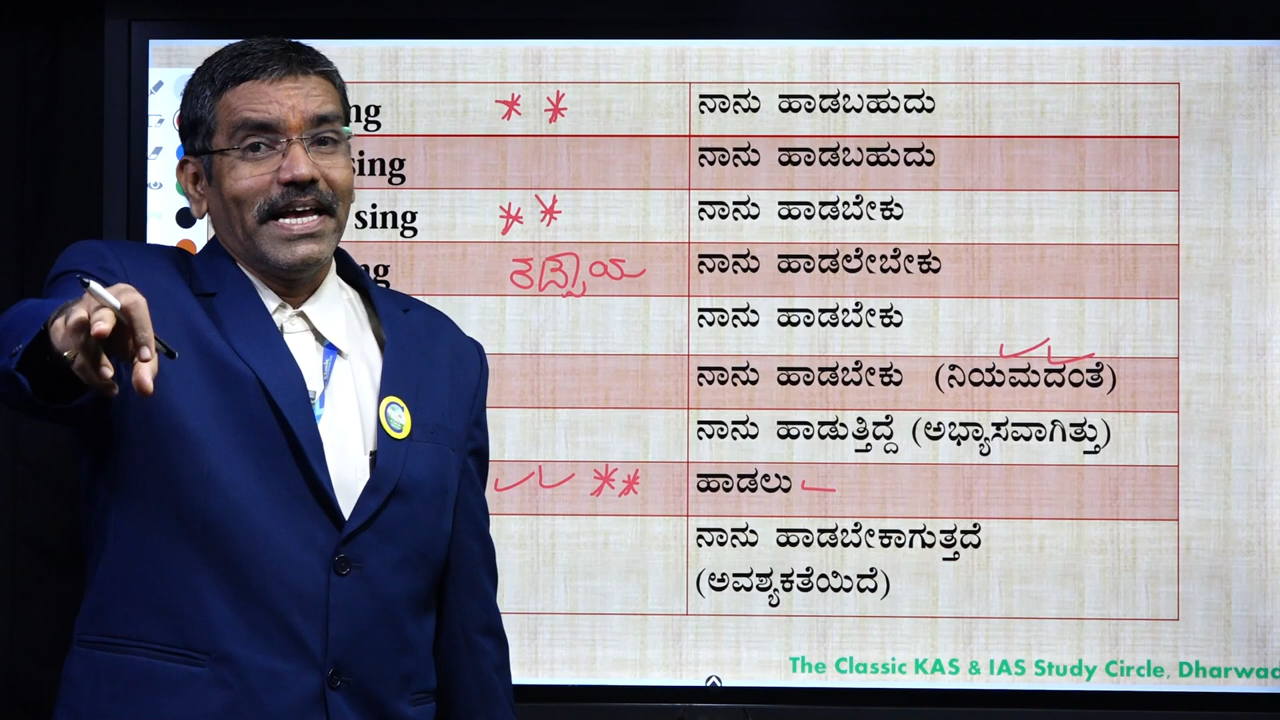 ng ನಾನು ಹಾಡಬಹುದು
sing ನಾನು ಹಾಡಬಹುದು
sing ನಾನು ಹಾಡಬೇಕು
ng ನಾನು ಹಾಡಲೇಬೇಕು
ನಾನು ಹಾಡಬೇಕು
ನಾನು ಹಾಡಬೇಕು (ನಿಯಮದಂತೆ)
ನಾನು ಹಾಡುತ್ತಿದ್ದೆ (ಅಭ್ಯಾಸವಾಗಿತ್ತು)
ಹಾಡಲು
ನಾನು ಹಾಡಬೇಕಾಗುತ್ತದೆ
(ಅವಶ್ಯಕತೆಯಿದೆ)
The Classic KAS & IAS Study Circle, Dharwad